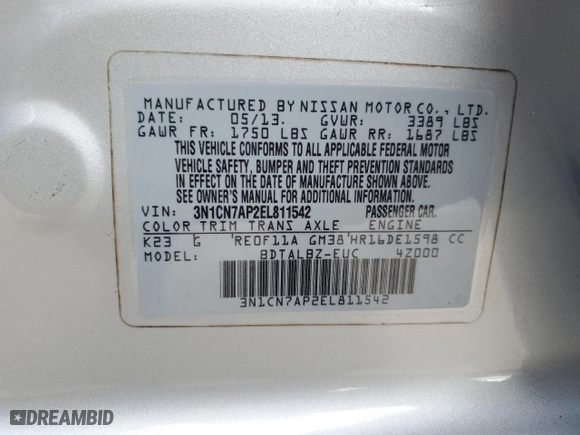 MANUFACTURED BY NISSAN MOTOR CO., LTD.
DATE: 05/13. GVWR: 3389 LBS
GAWR FR: 1750 LBS GAWR RR: 1687 LBS
THIS VEHICLE CONFORMS TO ALL APPLICABLE FEDERAL MOTOR
VEHICLE SAFETY, BUMPER AND THEFT PREVENTION STANDARDS
IN EFFECT ON THE DATE OF MANUFACTURE SHOWN ABOVE.
SEE OWNER'S MANUAL FOR ADDITIONAL INFORMATION.
VIN: 3N1CN7AP2EL811542 PASSENGER CAR.
COLOR TRIM TRANS AXLE ENGINE
K23 G RE0F11A GM38 HR16DE1598 CC
MODEL: BDTALBZ-EUC 4Z000
3N1CN7AP2EL811542
DREAMBID